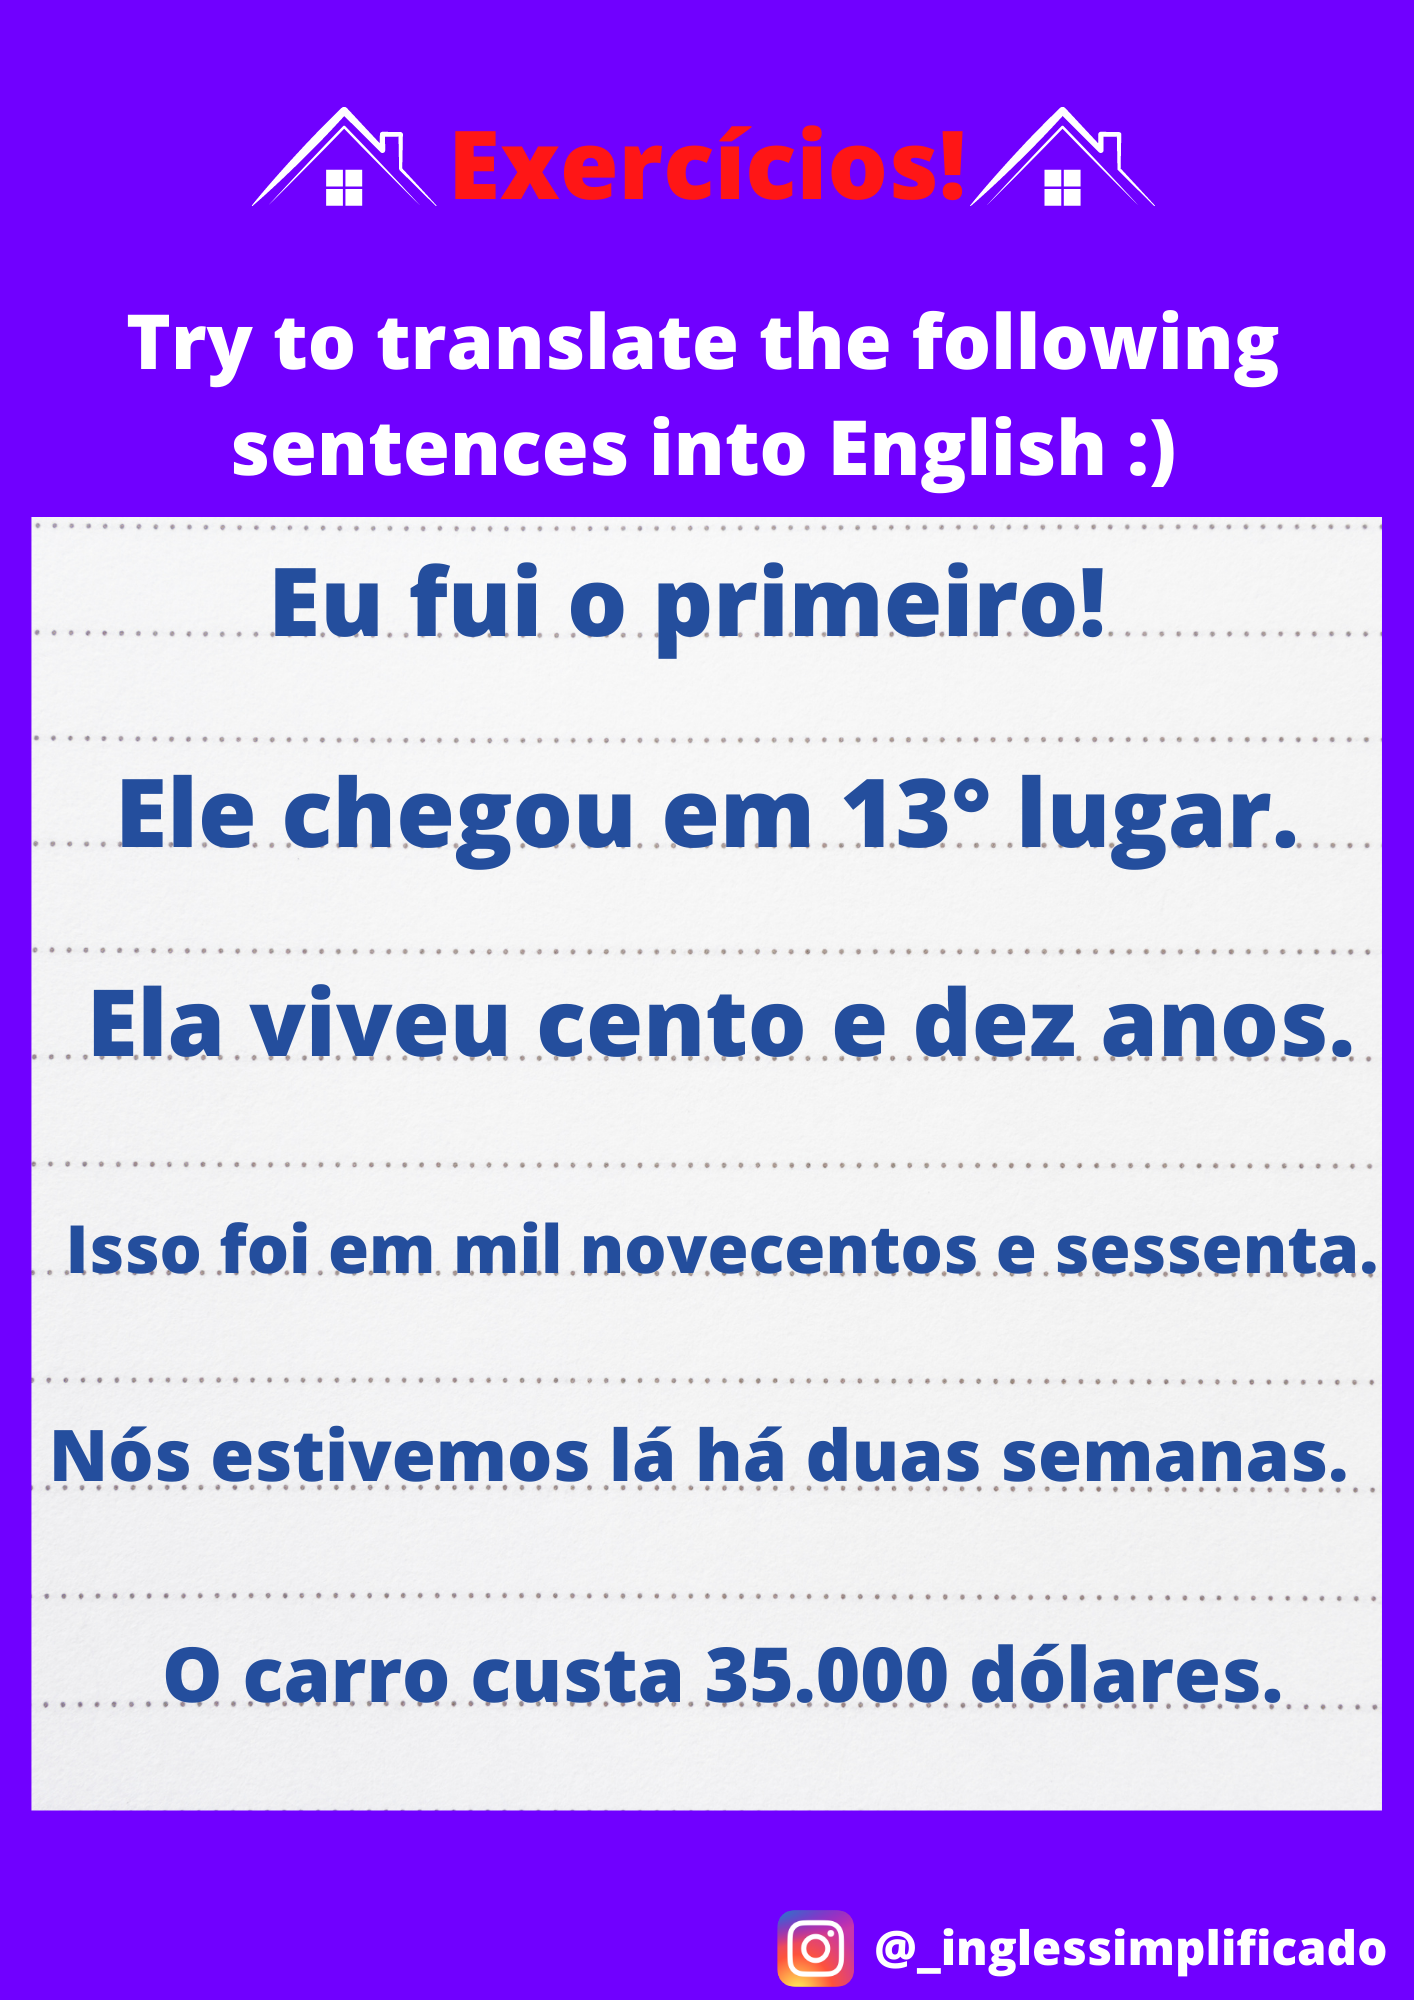 Exercícios!
Try to translate the following
sentences into English :)
Eu fui o primeiro!
Ele chegou em 13° lugar.
Ela viveu cento e dez anos.
Isso foi em mil novecentos e sessenta.
Nós estivemos lá há duas semanas.
O carro custa 35.000 dólares.
@_inglessimplificado